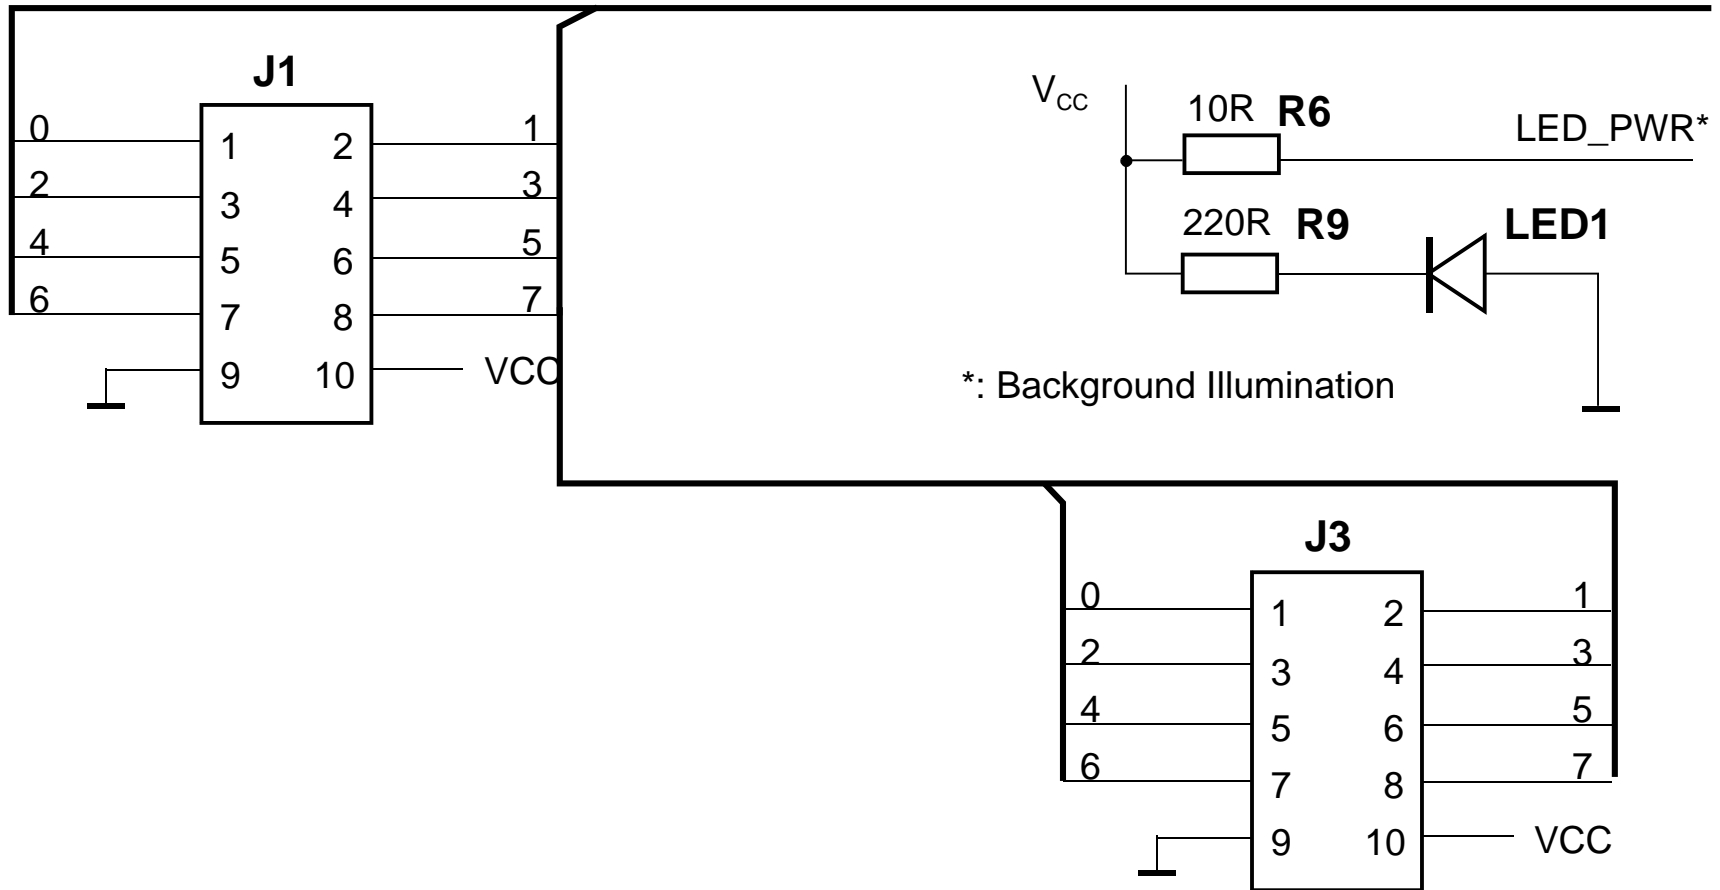 J1
0 1 2 1
2 3 4 3
4 5 6 5
6 7 8 7
9 10 VCC
VCC
10R R6
LED_PWR*
220R R9 LED1
*: Background Illumination
J3
0 1 2 1
2 3 4 3
4 5 6 5
6 7 8 7
9 10 VCC